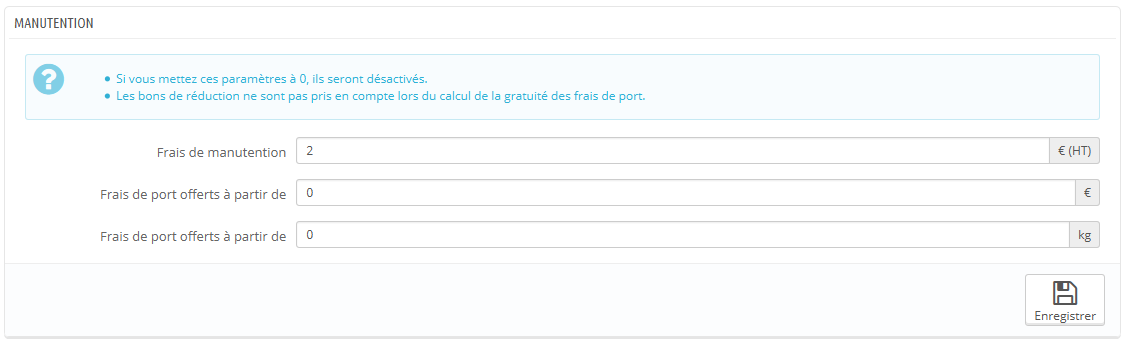 MANUTENTION
Si vous mettez ces paramètres à 0, ils seront désactivés.
Les bons de réduction ne sont pas pris en compte lors du calcul de la gratuité des frais de port.
Frais de manutention 2 € (HT)
Frais de port offerts à partir de 0 €
Frais de port offerts à partir de 0 kg
Enregistrer